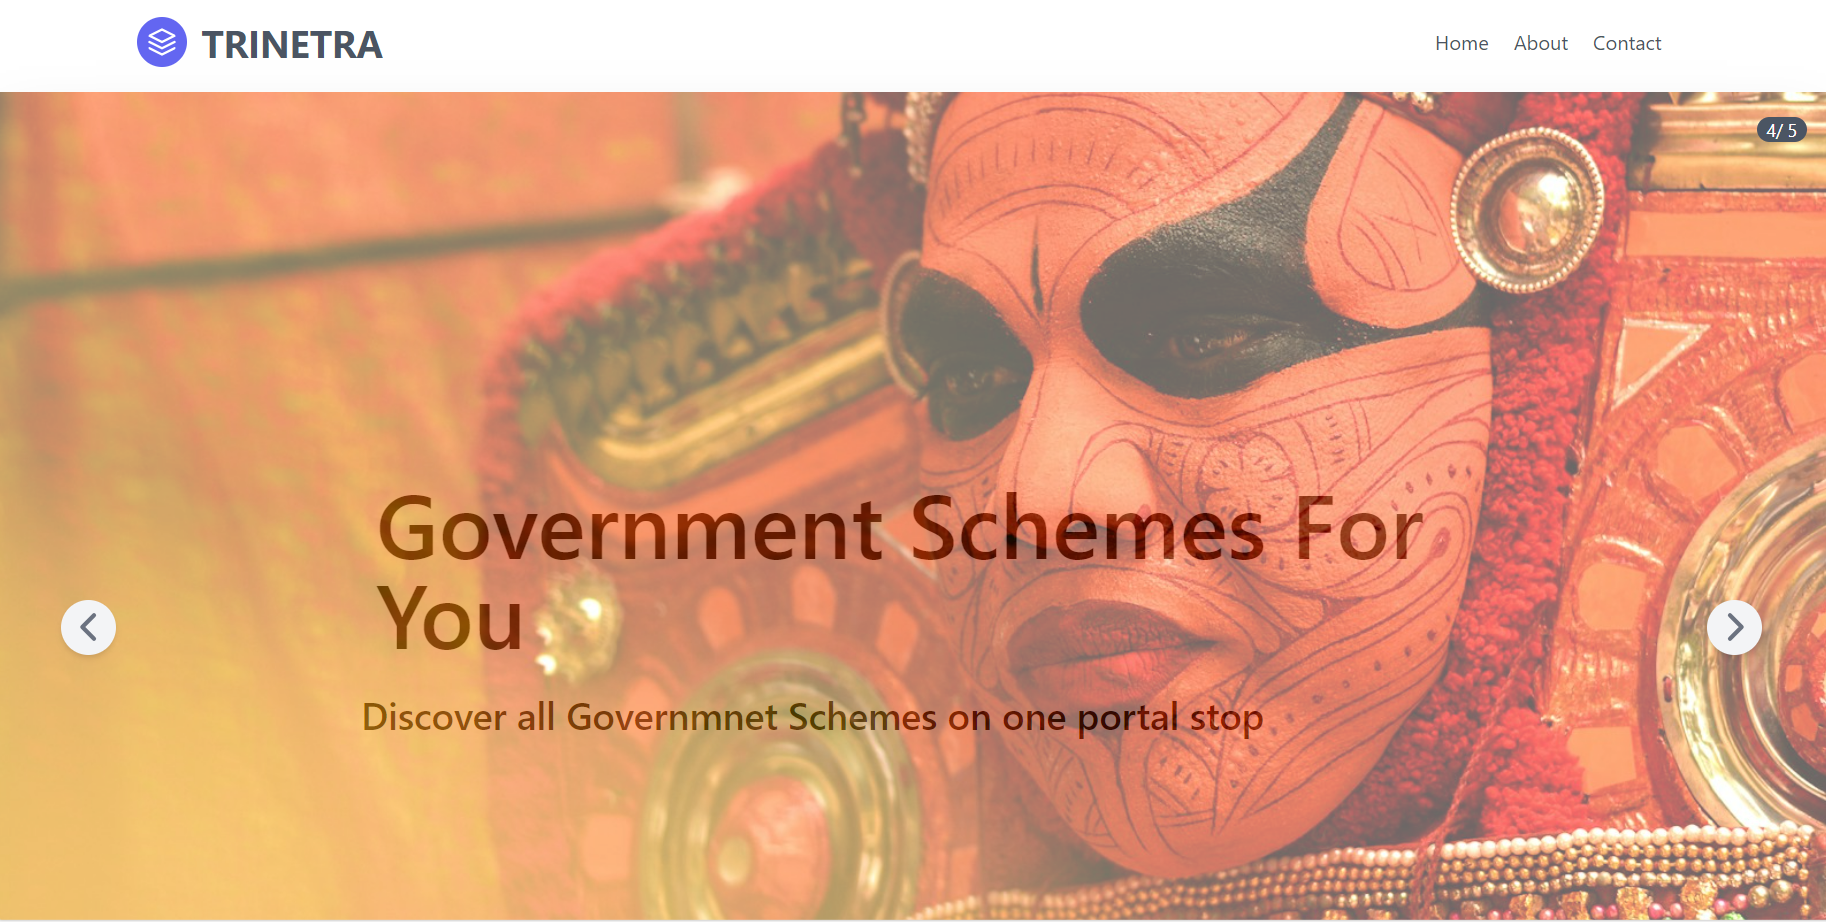 TRINETRA
Home About Contact
4/ 5
Government Schemes For
You
Discover all Governmnet Schemes on one portal stop